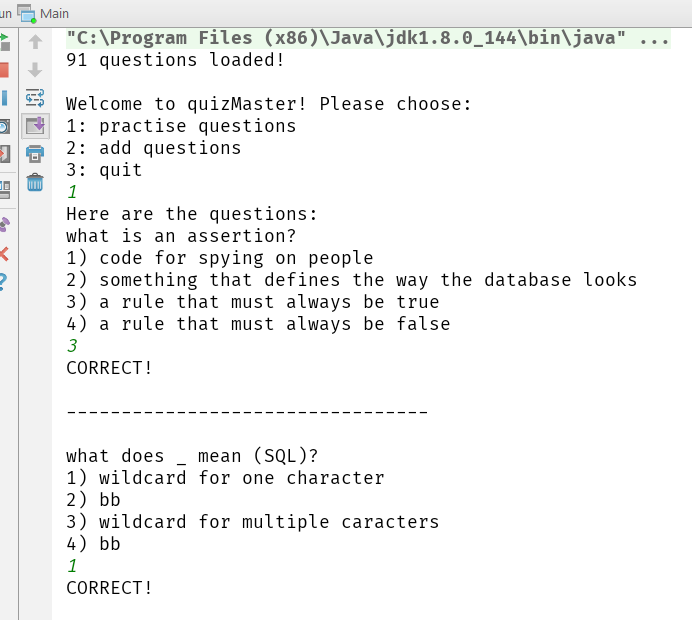 un Main
"C:\Program Files (x86)\Java\jdk1.8.0_144\bin\java" ...
91 questions loaded!
Welcome to quizMaster! Please choose:
1: practise questions
2: add questions
3: quit
1
Here are the questions:
what is an assertion?
1) code for spying on people
2) something that defines the way the database looks
3) a rule that must always be true
4) a rule that must always be false
3
CORRECT!
---------------------------------
what does _ mean (SQL)?
1) wildcard for one character
2) bb
3) wildcard for multiple caracters
4) bb
1
CORRECT!